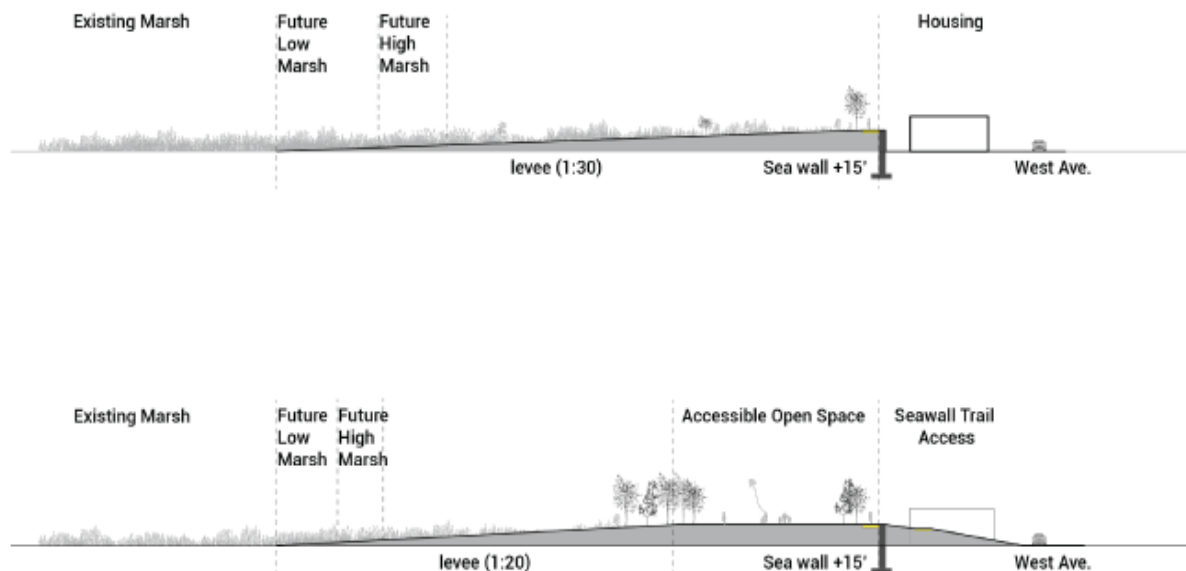 Existing Marsh
Future
Low
Marsh
Future
High
Marsh
Housing
levee (1:30)
Sea wall +15'
West Ave.
Existing Marsh
Future
Low
Marsh
Future
High
Marsh
Accessible Open Space
Seawall Trail
Access
levee (1:20)
Sea wall +15'
West Ave.